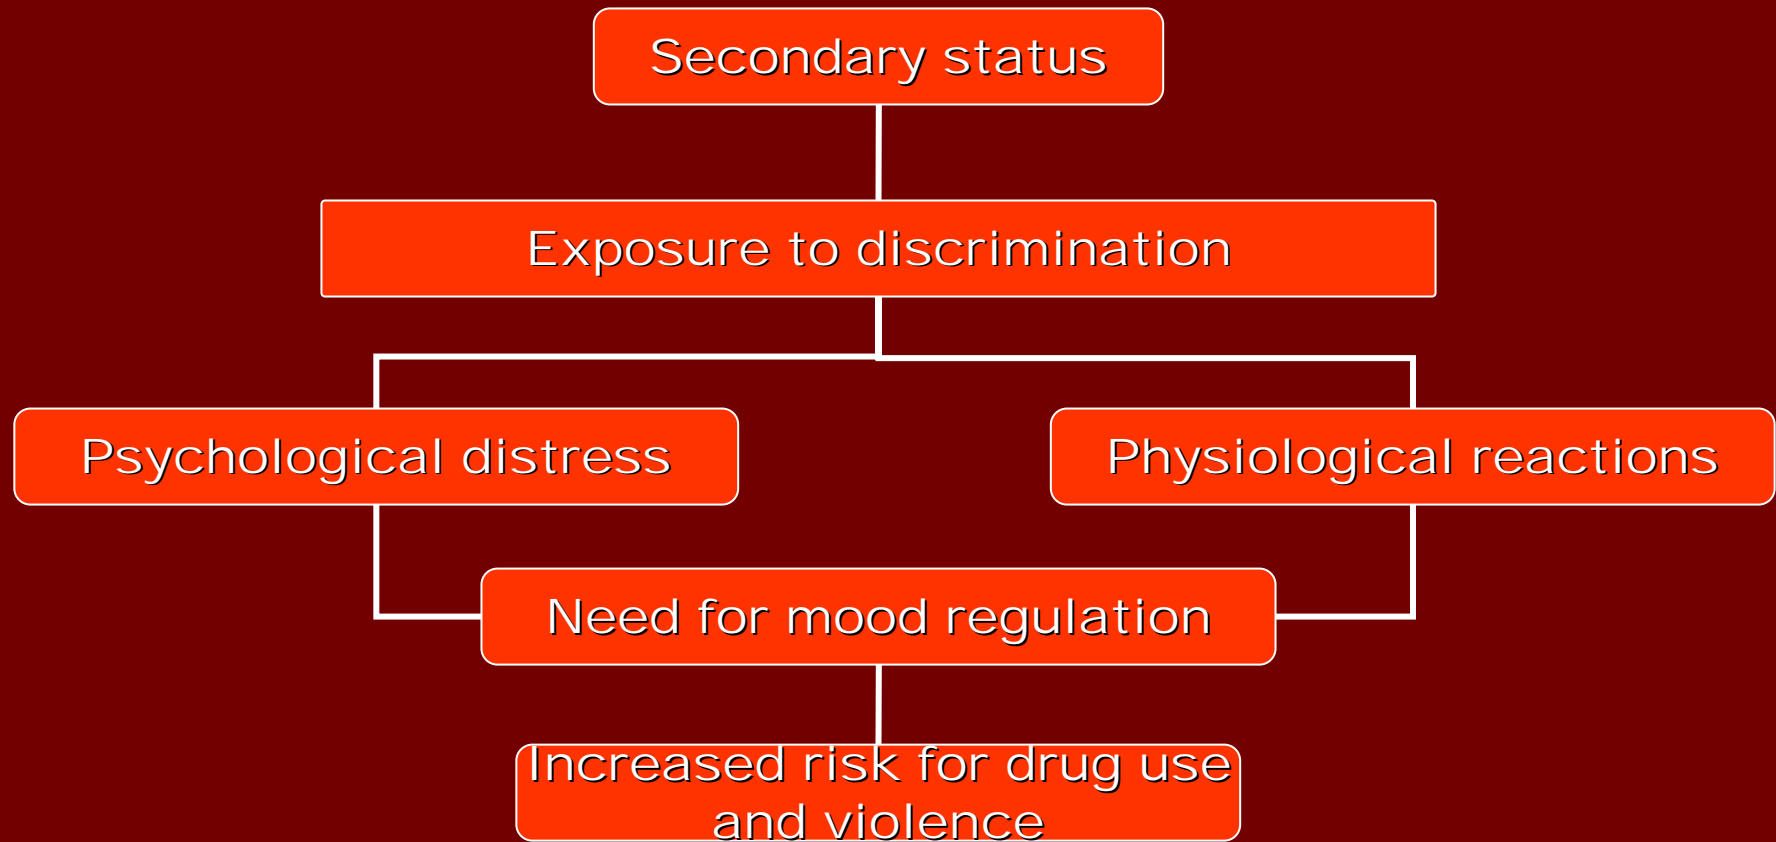 Secondary status
Exposure to discrimination
Psychological distress
Physiological reactions
Need for mood regulation
Increased risk for drug use
and violence